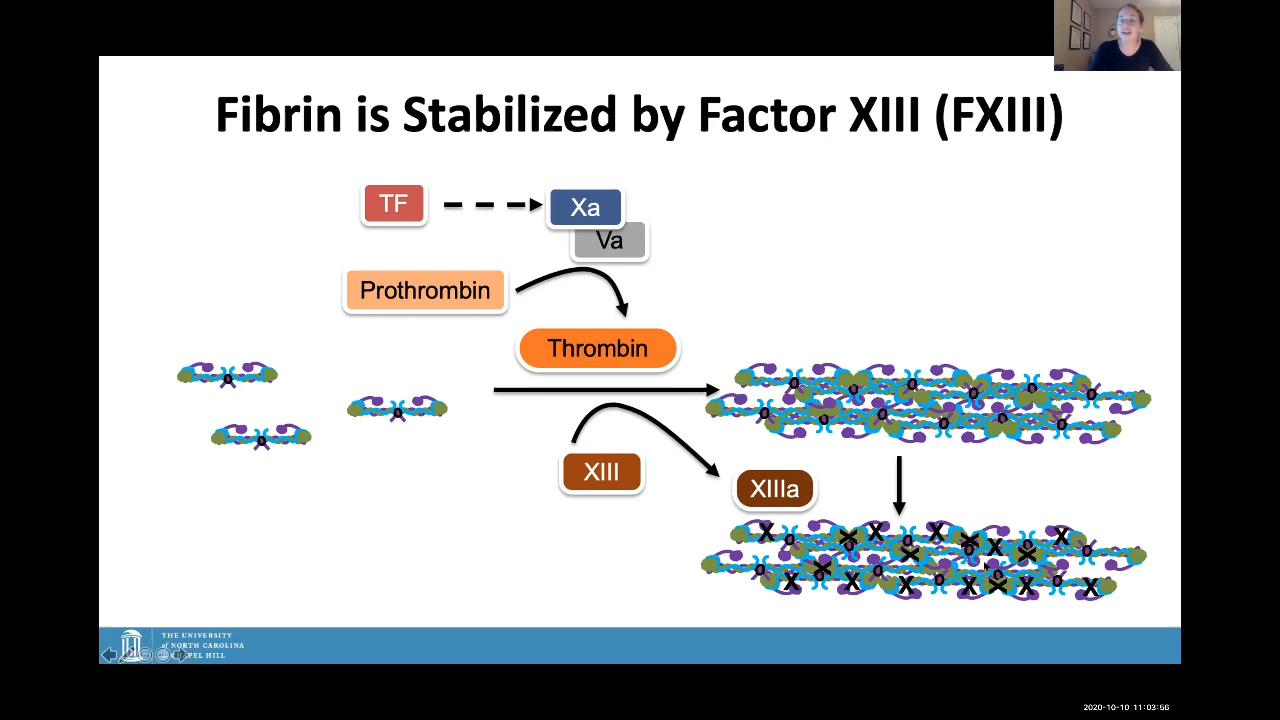 Fibrin is Stabilized by Factor XIII (FXIII)
TF
Xa
Va
Prothrombin
Thrombin
XIII
XIIIa
THE UNIVERSITY
of NORTH CAROLINA
PEL HILL
2020-10-10 11:03:56